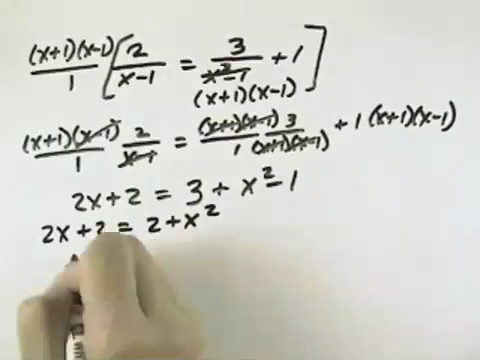 (x+1)(x-1)/1 [ 2/(x-1) = 3/(x²-1) + 1 ]
(x+1)(x-1)
(x+1)(x-1)/1 2/(x-1) = (x+1)(x-1)/1 3/((x+1)(x-1)) + 1 (x+1)(x-1)
2x+2 = 3 + x²-1
2x+2 = 2+x²